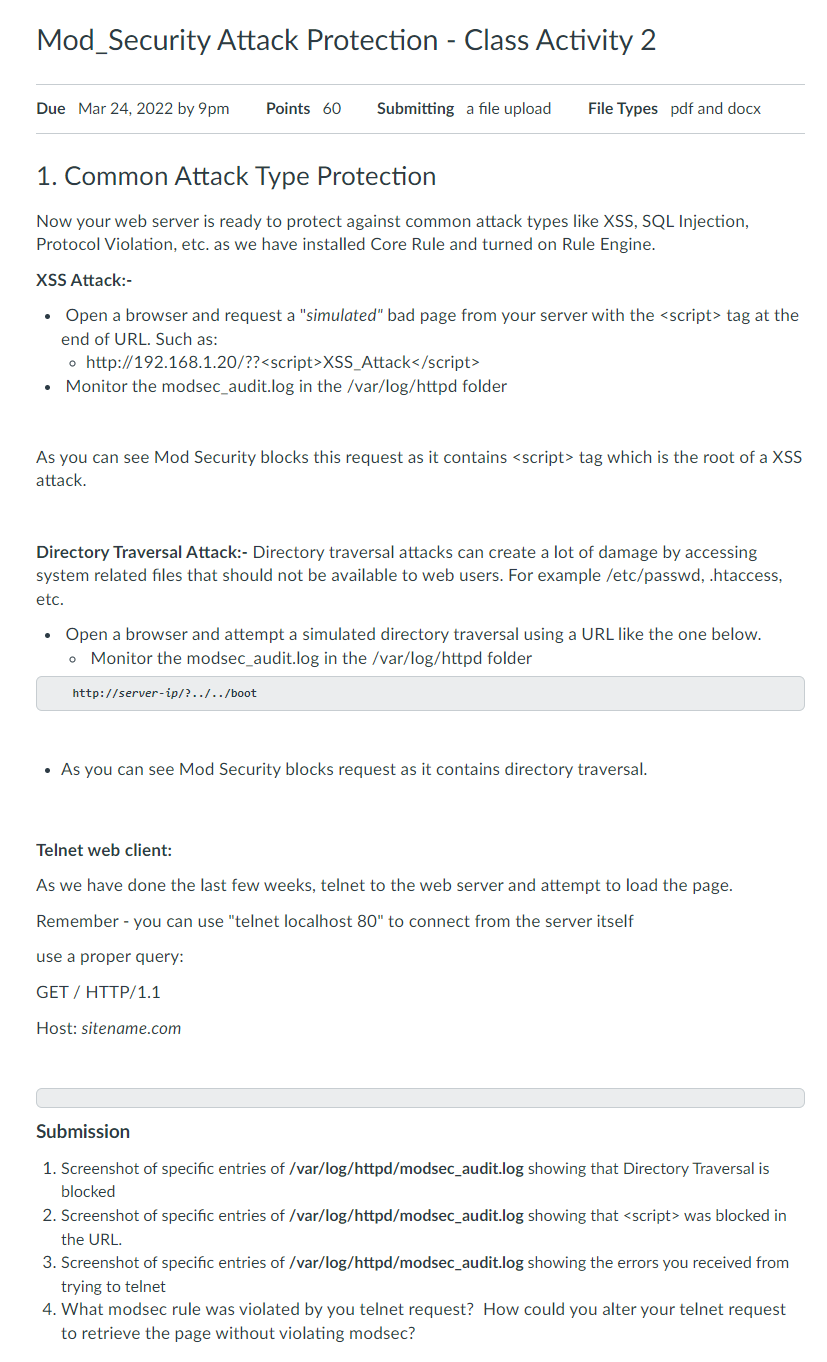 Mod_Security Attack Protection - Class Activity 2
Due Mar 24, 2022 by 9pm Points 60 Submitting a file upload File Types pdf and docx
1. Common Attack Type Protection
Now your web server is ready to protect against common attack types like XSS, SQL Injection,
Protocol Violation, etc. as we have installed Core Rule and turned on Rule Engine.
XSS Attack:-
• Open a browser and request a "simulated" bad page from your server with the <script> tag at the
end of URL. Such as:
◦ http://192.168.1.20/??<script>XSS_Attack</script>
• Monitor the modsec_audit.log in the /var/log/httpd folder
As you can see Mod Security blocks this request as it contains <script> tag which is the root of a XSS
attack.
Directory Traversal Attack:- Directory traversal attacks can create a lot of damage by accessing
system related files that should not be available to web users. For example /etc/passwd, .htaccess,
etc.
• Open a browser and attempt a simulated directory traversal using a URL like the one below.
◦ Monitor the modsec_audit.log in the /var/log/httpd folder
http://server-ip/?../../boot
• As you can see Mod Security blocks request as it contains directory traversal.
Telnet web client:
As we have done the last few weeks, telnet to the web server and attempt to load the page.
Remember - you can use "telnet localhost 80" to connect from the server itself
use a proper query:
GET / HTTP/1.1
Host: sitename.com
Submission
1. Screenshot of specific entries of /var/log/httpd/modsec_audit.log showing that Directory Traversal is
blocked
2. Screenshot of specific entries of /var/log/httpd/modsec_audit.log showing that <script> was blocked in
the URL.
3. Screenshot of specific entries of /var/log/httpd/modsec_audit.log showing the errors you received from
trying to telnet
4. What modsec rule was violated by you telnet request? How could you alter your telnet request
to retrieve the page without violating modsec?